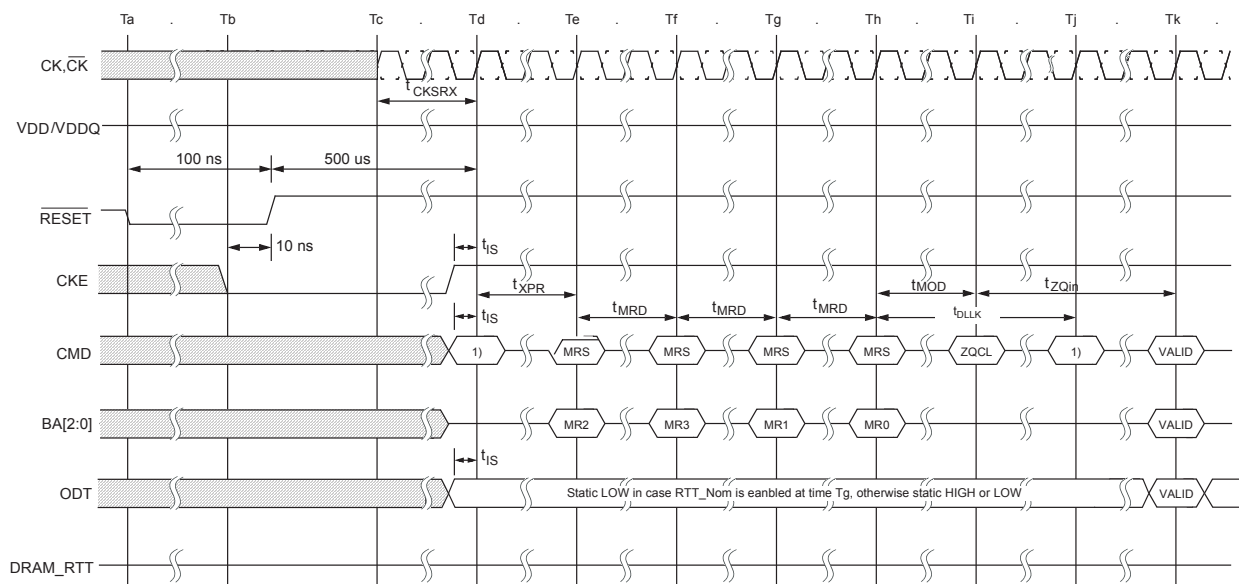 Ta . Tb . Tc . Td . Te . Tf . Tg . Th . Ti . Tj . Tk .
CK,CK
tCKSRX
VDD/VDDQ
100 ns 500 us
RESET
10 ns tIS
CKE
tXPR tMOD tZQin
tMRD tMRD tMRD tDLLK
tIS
CMD 1) MRS MRS MRS MRS ZQCL 1) VALID
BA[2:0] MR2 MR3 MR1 MR0 VALID
tIS
ODT Static LOW in case RTT_Nom is eanbled at time Tg, otherwise static HIGH or LOW VALID
DRAM_RTT